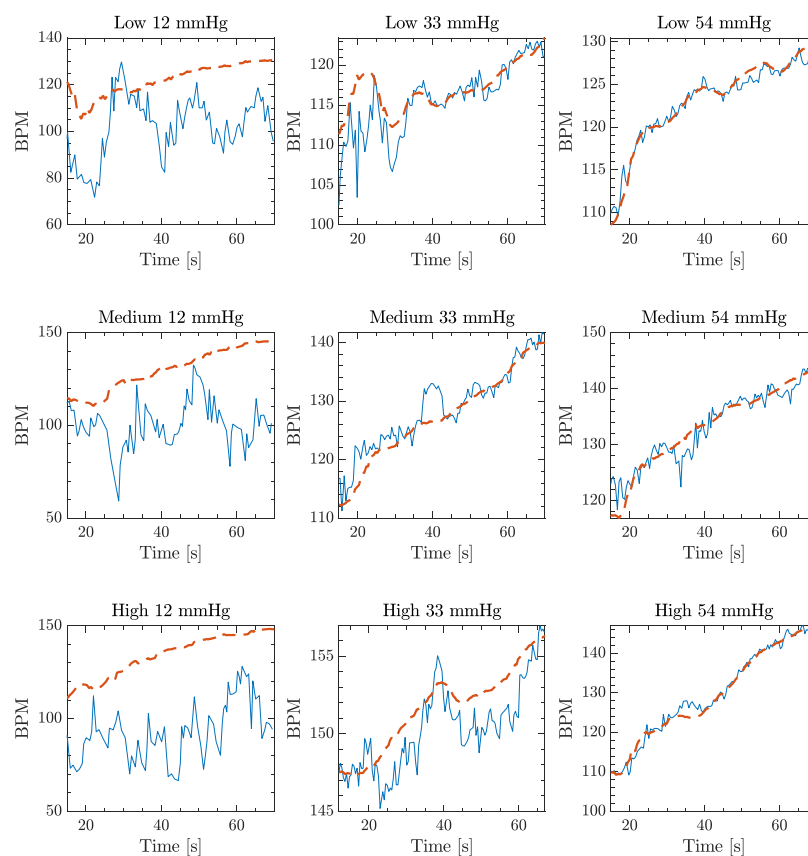 Low 12 mmHg
BPM
140
120
100
80
60
20 40 60
Time [s]
Low 33 mmHg
BPM
120
115
110
105
100
20 40 60
Time [s]
Low 54 mmHg
BPM
130
125
120
115
110
20 40 60
Time [s]
Medium 12 mmHg
BPM
150
100
50
20 40 60
Time [s]
Medium 33 mmHg
BPM
140
130
120
110
20 40 60
Time [s]
Medium 54 mmHg
BPM
150
140
130
120
20 40 60
Time [s]
High 12 mmHg
BPM
150
100
50
20 40 60
Time [s]
High 33 mmHg
BPM
155
150
145
20 40 60
Time [s]
High 54 mmHg
BPM
140
130
120
110
100
20 40 60
Time [s]